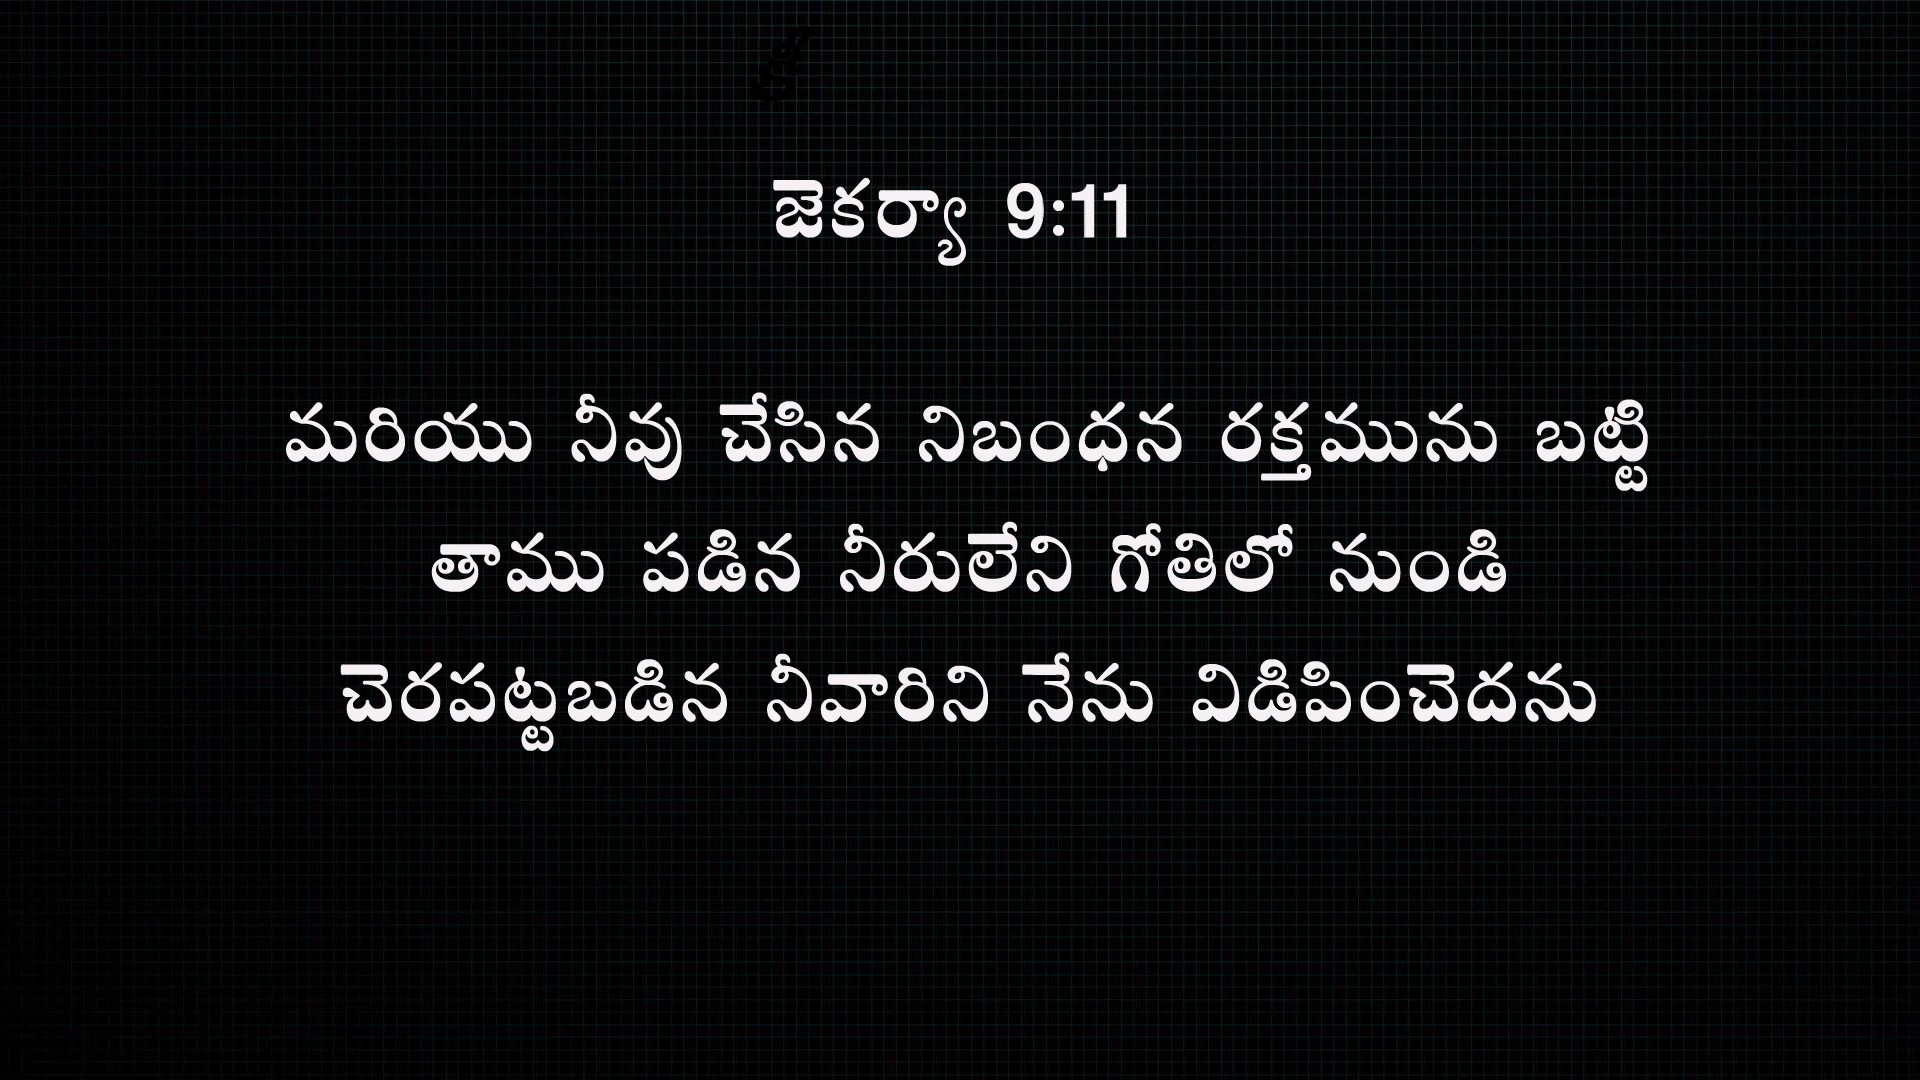 జెకర్యా 9:11
మరియు నీవు చేసిన నిబంధన రక్తమును బట్టి
తాము పడిన నీరులేని గోతిలో నుండి
చెరపట్టబడిన నీవారిని నేను విడిపించెదను